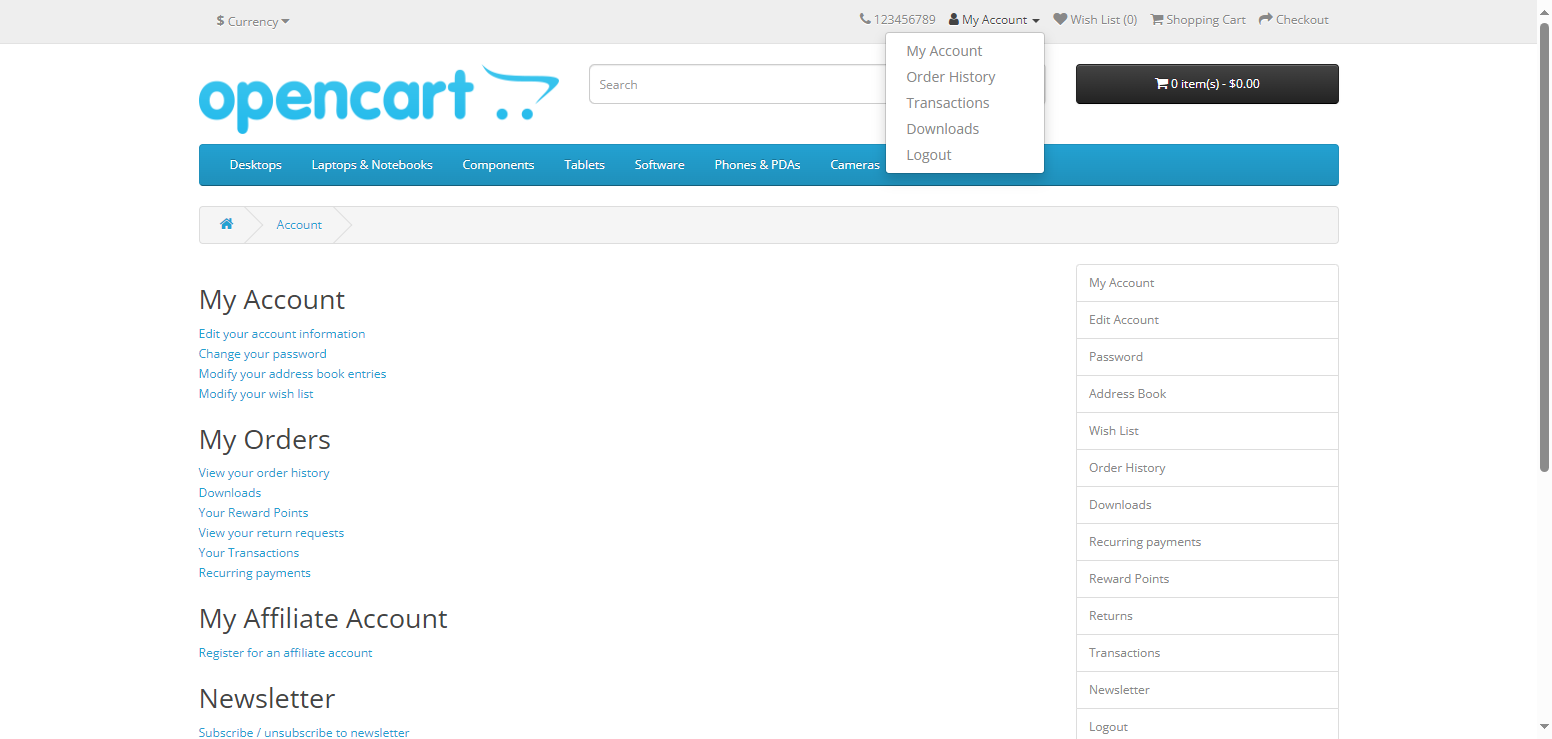 $ Currency
123456789 My Account Wish List (0) Shopping Cart Checkout
My Account
Order History
Transactions
Downloads
Logout
opencart
Search
0 item(s) - $0.00
Desktops Laptops & Notebooks Components Tablets Software Phones & PDAs Cameras
Account
My Account
Edit your account information
Change your password
Modify your address book entries
Modify your wish list
My Orders
View your order history
Downloads
Your Reward Points
View your return requests
Your Transactions
Recurring payments
My Affiliate Account
Register for an affiliate account
Newsletter
Subscribe / unsubscribe to newsletter
My Account
Edit Account
Password
Address Book
Wish List
Order History
Downloads
Recurring payments
Reward Points
Returns
Transactions
Newsletter
Logout